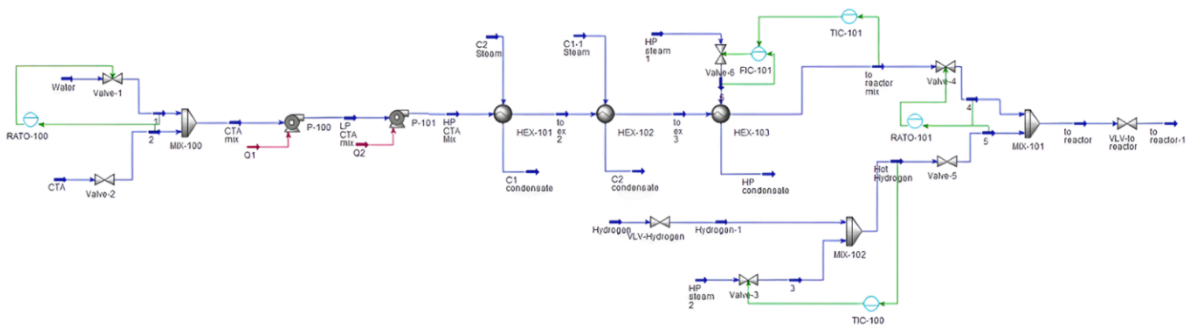 TIC-101
C2
Steam
C1-1
Steam
HP
steam
1
Valve-6
FIC-101
6
to
reactor
mix
Valve-4
Water
Valve-1
RATO-100
1
2
MIX-100
CTA
mix
P-100
Q1
LP
CTA
mix
P-101
Q2
HP
CTA
Mix
HEX-101
to
ex
2
HEX-102
to
ex
3
HEX-103
RATO-101
4
5
MIX-101
to
reactor
VLV-to
reactor
to
reactor-1
CTA
Valve-2
C1
condensate
C2
condensate
HP
condensate
Hot
Hydrogen
Valve-5
Hydrogen
VLV-Hydrogen
Hydrogen-1
MIX-102
HP
steam
2
Valve-3
3
TIC-100